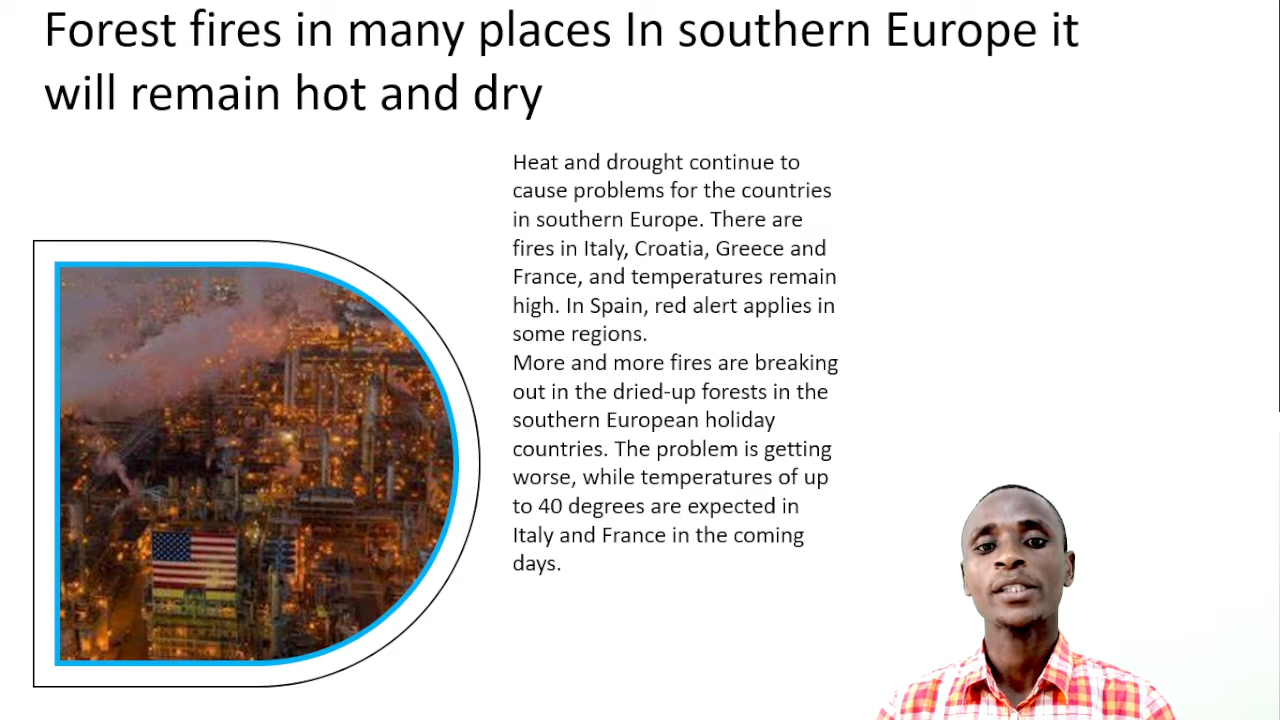 Forest fires in many places In southern Europe it
will remain hot and dry
Heat and drought continue to
cause problems for the countries
in southern Europe. There are
fires in Italy, Croatia, Greece and
France, and temperatures remain
high. In Spain, red alert applies in
some regions.
More and more fires are breaking
out in the dried-up forests in the
southern European holiday
countries. The problem is getting
worse, while temperatures of up
to 40 degrees are expected in
Italy and France in the coming
days.